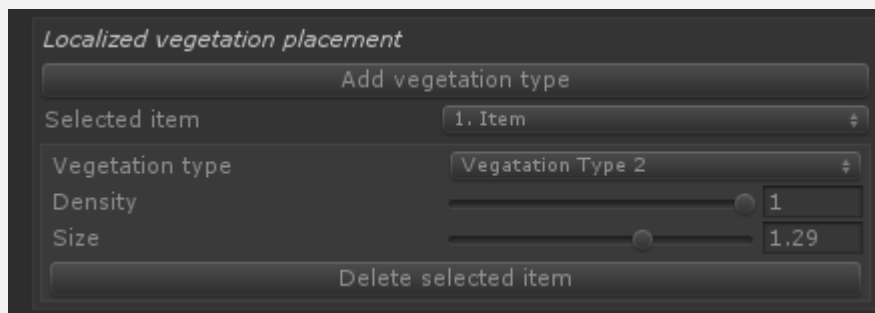 Localized vegetation placement
Add vegetation type
Selected item 1. Item
Vegetation type Vegatation Type 2
Density 1
Size 1.29
Delete selected item